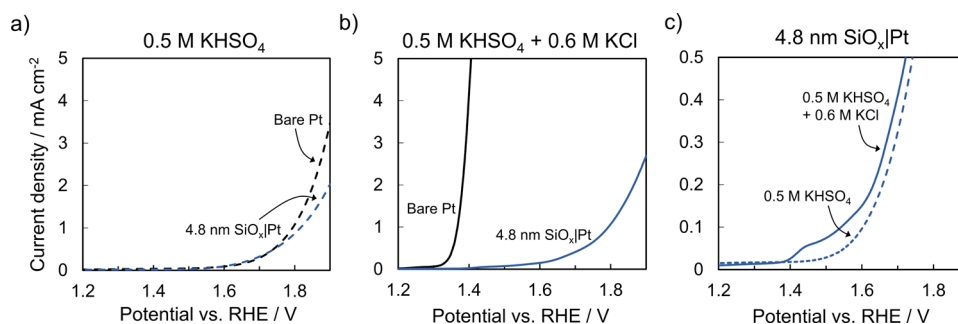 a)
0.5 M KHSO₄
Current density / mA cm⁻²
5
4
3
2
1
0
Bare Pt
4.8 nm SiOₓ|Pt
1.2 1.4 1.6 1.8
Potential vs. RHE / V
b)
0.5 M KHSO₄ + 0.6 M KCl
5
4
3
2
1
0
Bare Pt
4.8 nm SiOₓ|Pt
1.2 1.4 1.6 1.8
Potential vs. RHE / V
c)
4.8 nm SiOₓ|Pt
0.5
0.4
0.3
0.2
0.1
0
0.5 M KHSO₄
+ 0.6 M KCl
0.5 M KHSO₄
1.2 1.4 1.6 1.8
Potential vs. RHE / V